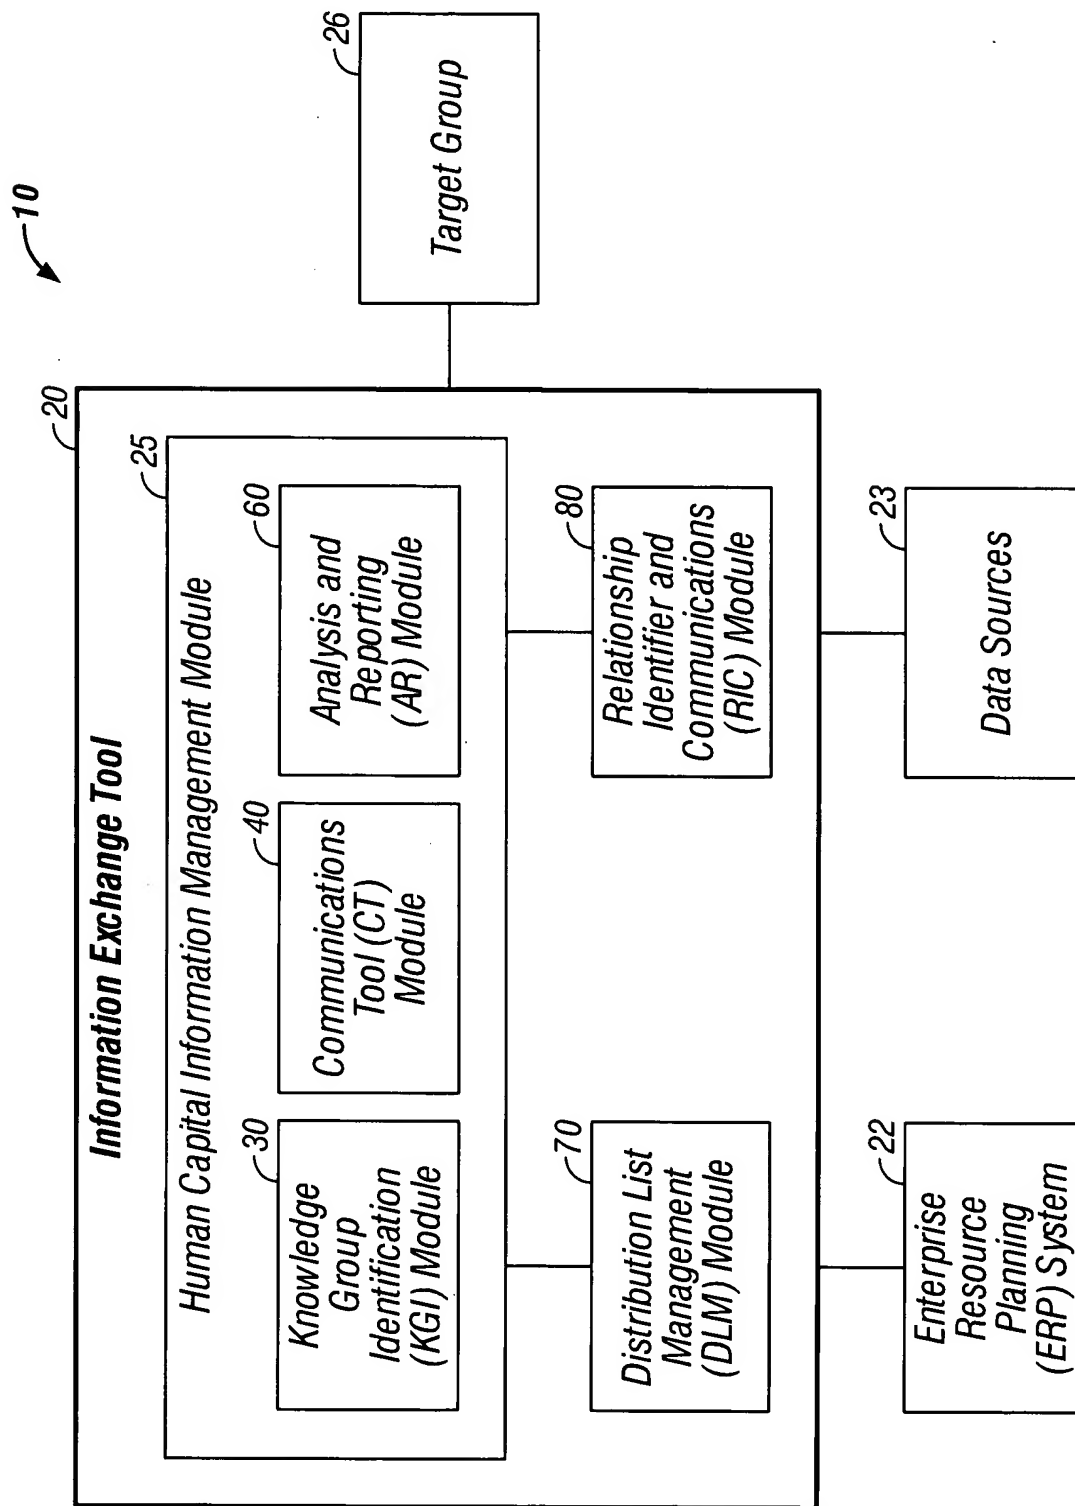 10
20
Information Exchange Tool
25
Human Capital Information Management Module
30
Knowledge
Group
Identification
(KGI) Module
40
Communications
Tool (CT)
Module
60
Analysis and
Reporting
(AR) Module
26
Target Group
70
Distribution List
Management
(DLM) Module
80
Relationship
Identifier and
Communications
(RIC) Module
22
Enterprise
Resource
Planning
(ERP) System
23
Data Sources